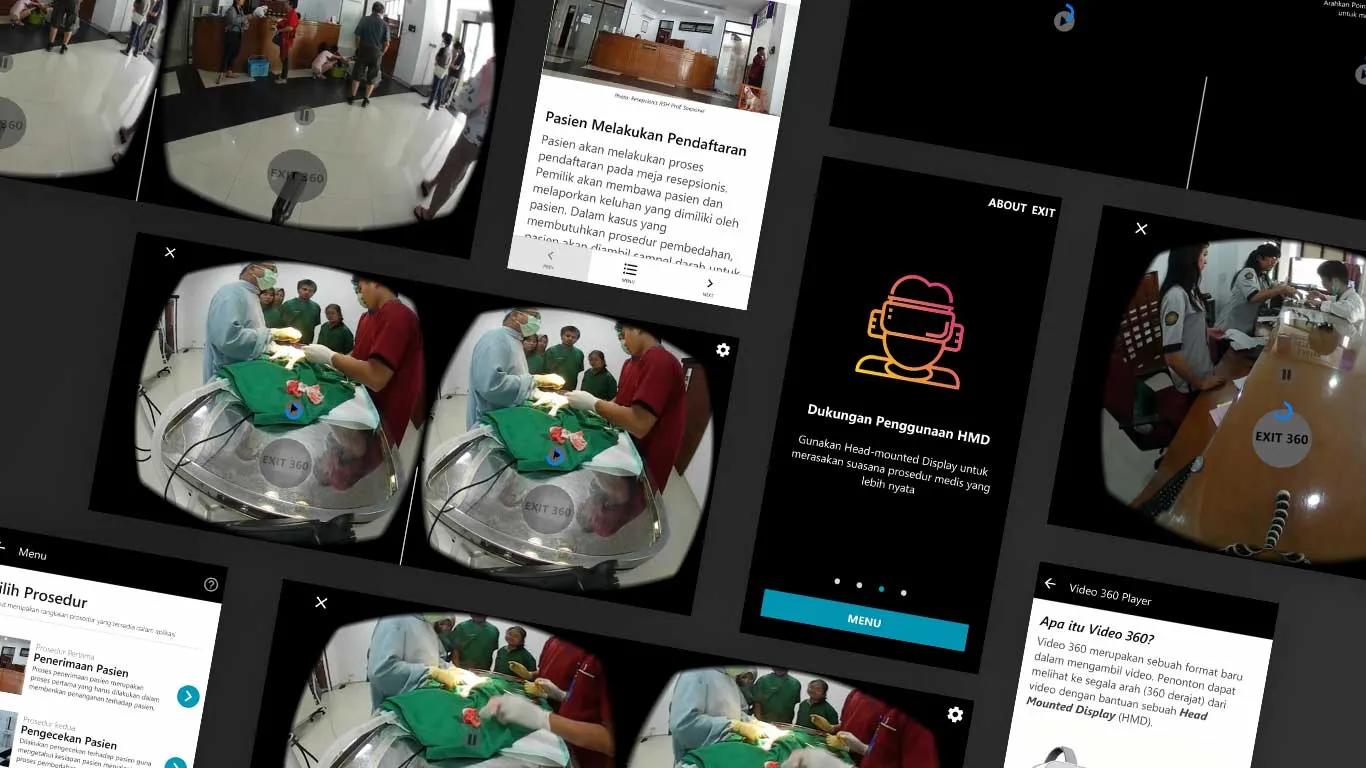 360
EXIT 360
Photo: Resepsionis RSH Prof. Soeparwi
Pasien Melakukan Pendaftaran
Pasien akan melakukan proses
pendaftaran pada meja resepsionis.
Pemilik akan membawa pasien dan
melaporkan keluhan yang dimiliki oleh
pasien. Dalam kasus yang
membutuhkan prosedur pembedahan,
pasien akan diambil sampel darah untuk
PREV
MENU
NEXT
Arahkan
untuk
ABOUT EXIT
Dukungan Penggunaan HMD
Gunakan Head-mounted Display untuk
merasakan suasana prosedur medis yang
lebih nyata
MENU
EXIT 360
EXIT 360
EXIT 360
Menu
ilih Prosedur
ut merupakan rangkaian prosedur yang tersedia dalam aplikasi
Prosedur Pertama
Penerimaan Pasien
Proses penerimaan pasien merupakan
proses pertama yang harus dilakukan dalam
memberikan penanganan terhadap pasien.
Prosedur Kedua
Pengecekan Pasien
Dilakukan pengecekan terhadap pasien guna
mengetahui kesiapan pasien
Video 360 Player
Apa itu Video 360?
Video 360 merupakan sebuah format baru
dalam mengambil video. Penonton dapat
melihat ke segala arah (360 derajat) dari
video dengan bantuan sebuah Head
Mounted Display (HMD).